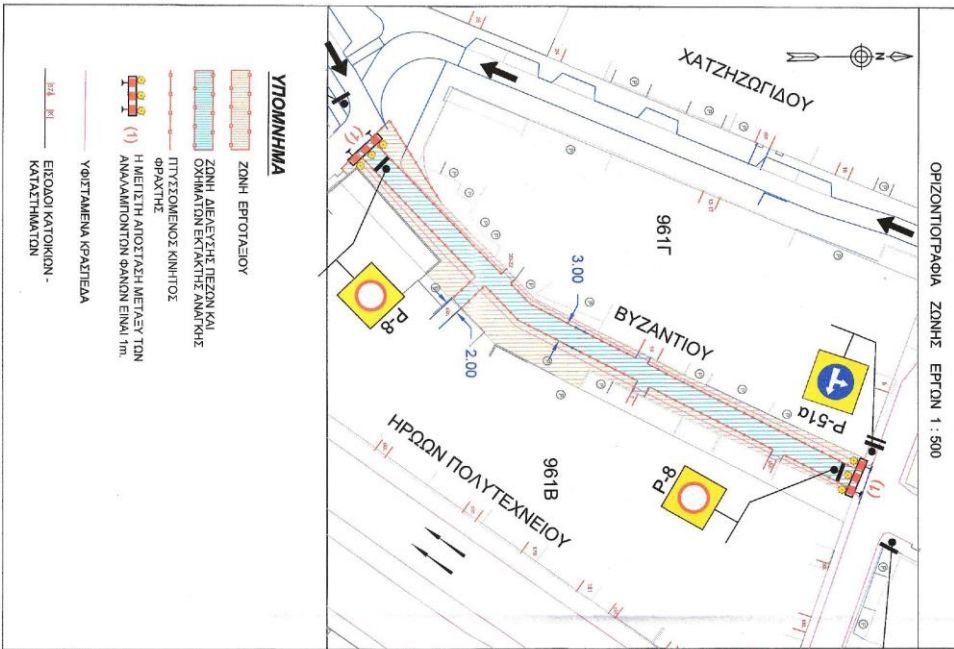 ΟΡΙΖΟΝΤΙΟΓΡΑΦΙΑ ΖΩΝΗΣ ΕΡΓΩΝ 1 : 500
N
ΧΑΤΖΗΖΩΓΙΔΟΥ
961Γ
ΒΥΖΑΝΤΙΟΥ
3.00
2.00
P-51α
P-8
(1)
961Β
ΗΡΩΩΝ ΠΟΛΥΤΕΧΝΕΙΟΥ
(1)
P-8
ΥΠΟΜΝΗΜΑ
ΖΩΝΗ ΕΡΓΟΤΑΞΙΟΥ
ΖΩΝΗ ΔΙΕΛΕΥΣΗΣ ΠΕΖΩΝ ΚΑΙ
ΟΧΗΜΑΤΩΝ ΕΚΤΑΚΤΗΣ ΑΝΑΓΚΗΣ
ΠΤΥΣΣΟΜΕΝΟΣ ΚΙΝΗΤΟΣ
ΦΡΑΧΤΗΣ
(1) Η ΜΕΓΙΣΤΗ ΑΠΟΣΤΑΣΗ ΜΕΤΑΞΥ ΤΩΝ
ΑΝΑΛΑΜΠΟΝΤΩΝ ΦΑΝΩΝ ΕΙΝΑΙ 1m.
ΥΦΙΣΤΑΜΕΝΑ ΚΡΑΣΠΕΔΑ
ΕΙΣΟΔΟΙ ΚΑΤΟΙΚΙΩΝ -
ΚΑΤΑΣΤΗΜΑΤΩΝ